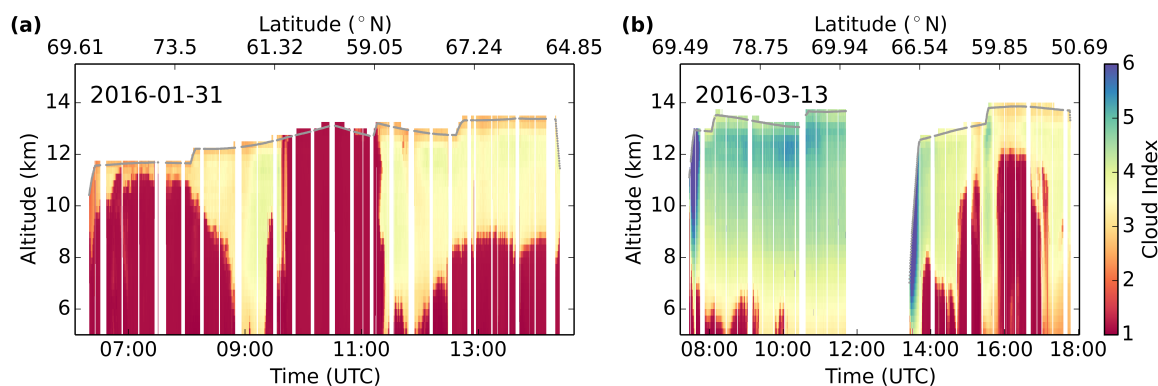 (a) Latitude (°N) (b) Latitude (°N)
69.61 73.5 61.32 59.05 67.24 64.85 69.49 78.75 69.94 66.54 59.85 50.69
2016-01-31 2016-03-13
14 14 6
12 12 5
10 10 4
8 8 3
6 6 2
1
Altitude (km) Altitude (km) Cloud Index
07:00 09:00 11:00 13:00 08:00 10:00 12:00 14:00 16:00 18:00
Time (UTC) Time (UTC)